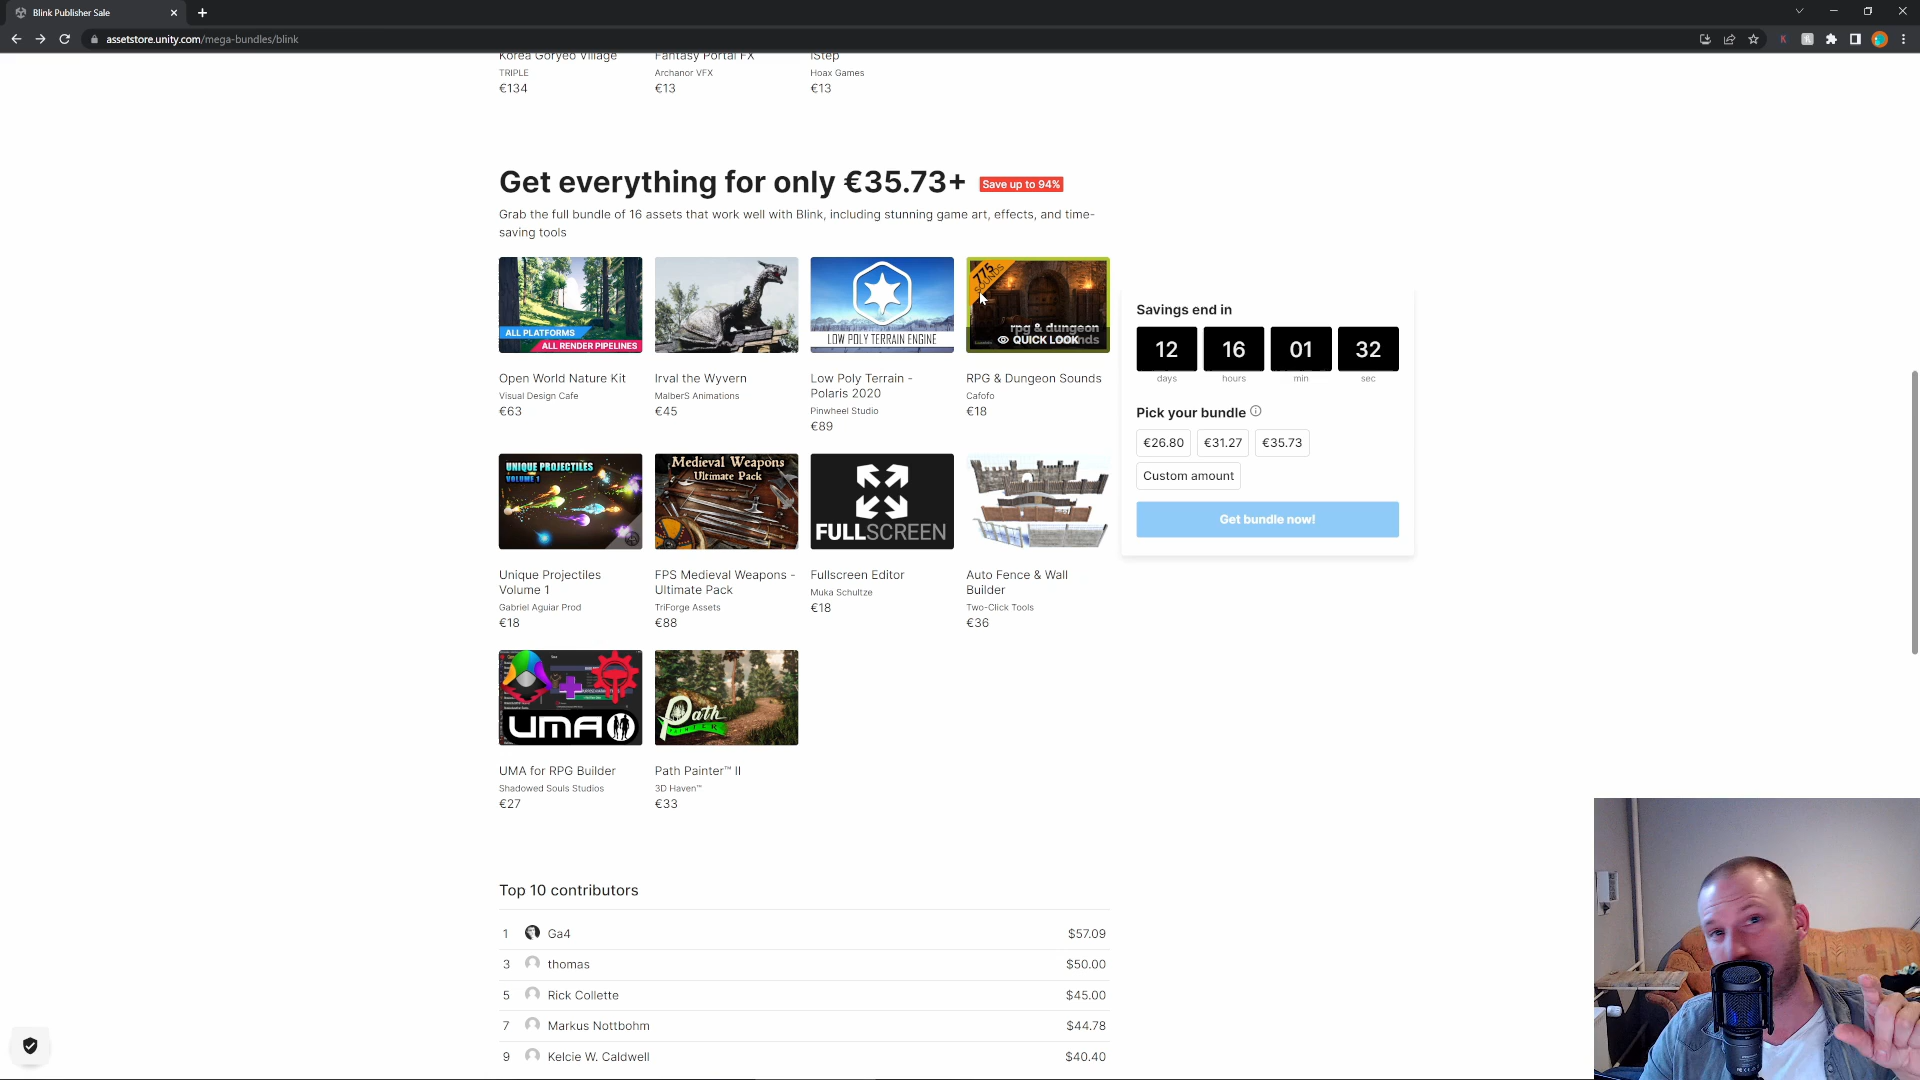 Blink Publisher Sale
assetstore.unity.com/mega-bundles/blink
Korea Goryeo Village
TRIPLE
€134
Fantasy Portal FX
Archanor VFX
€13
iStep
Hoax Games
€13
Get everything for only €35.73+ Save up to 94%
Grab the full bundle of 16 assets that work well with Blink, including stunning game art, effects, and time-
saving tools
ALL PLATFORMS
ALL RENDER PIPELINES
Open World Nature Kit
Visual Design Cafe
€63
Irval the Wyvern
MalberS Animations
€45
LOW POLY TERRAIN ENGINE
Low Poly Terrain -
Polaris 2020
Pinwheel Studio
€89
775
SOUNDS
rpg & dungeon
QUICK LOOK
RPG & Dungeon Sounds
Cafofo
€18
UNIQUE PROJECTILES
VOLUME 1
Unique Projectiles
Volume 1
Gabriel Aguiar Prod
€18
Medieval Weapons
Ultimate Pack
FPS Medieval Weapons -
Ultimate Pack
TriForge Assets
€88
FULLSCREEN
Fullscreen Editor
Muka Schultze
€18
Auto Fence & Wall
Builder
Two-Click Tools
€36
UMA
UMA for RPG Builder
Shadowed Souls Studios
€27
Path
PAINTER
Path Painter™ II
3D Haven™
€33
Savings end in
12 16 01 32
days hours min sec
Pick your bundle
€26.80 €31.27 €35.73
Custom amount
Get bundle now!
Top 10 contributors
1 Ga4 $57.09
3 thomas $50.00
5 Rick Collette $45.00
7 Markus Nottbohm $44.78
9 Kelcie W. Caldwell $40.40